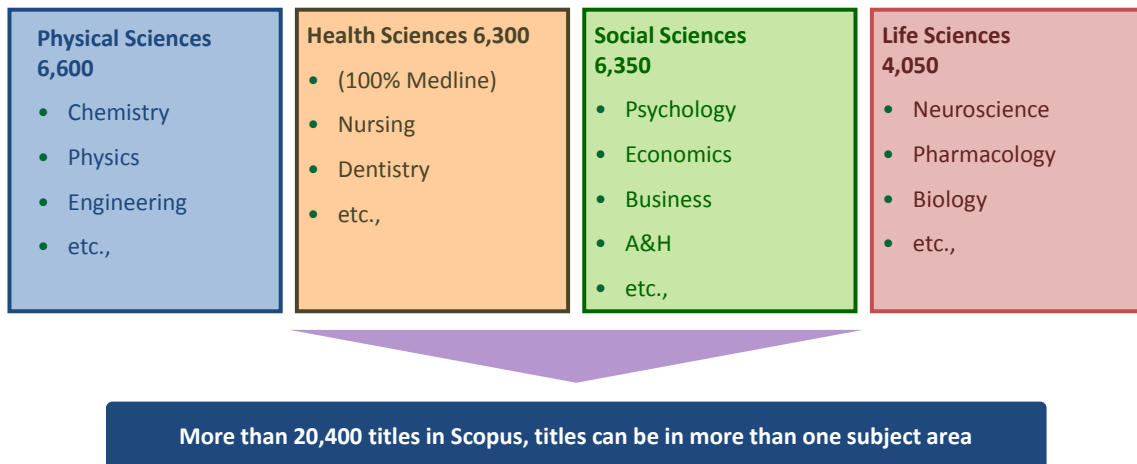 Physical Sciences
6,600
• Chemistry
• Physics
• Engineering
• etc.,
Health Sciences 6,300
• (100% Medline)
• Nursing
• Dentistry
• etc.,
Social Sciences
6,350
• Psychology
• Economics
• Business
• A&H
• etc.,
Life Sciences
4,050
• Neuroscience
• Pharmacology
• Biology
• etc.,
More than 20,400 titles in Scopus, titles can be in more than one subject area